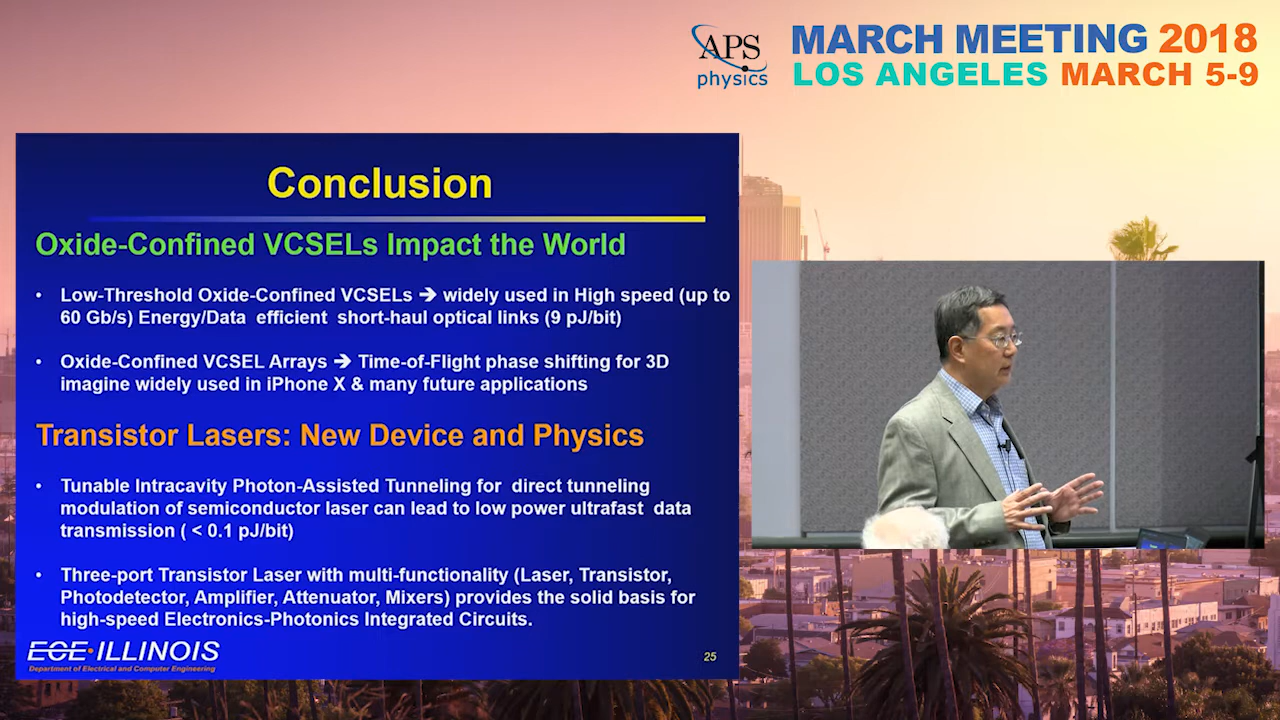 APS
physics
MARCH MEETING 2018
LOS ANGELES MARCH 5-9
Conclusion
Oxide-Confined VCSELs Impact the World
• Low-Threshold Oxide-Confined VCSELs ➔ widely used in High speed (up to
60 Gb/s) Energy/Data efficient short-haul optical links (9 pJ/bit)
• Oxide-Confined VCSEL Arrays ➔ Time-of-Flight phase shifting for 3D
imagine widely used in iPhone X & many future applications
Transistor Lasers: New Device and Physics
• Tunable Intracavity Photon-Assisted Tunneling for direct tunneling
modulation of semiconductor laser can lead to low power ultrafast data
transmission ( < 0.1 pJ/bit)
• Three-port Transistor Laser with multi-functionality (Laser, Transistor,
Photodetector, Amplifier, Attenuator, Mixers) provides the solid basis for
high-speed Electronics-Photonics Integrated Circuits.
ECE·ILLINOIS
Department of Electrical and Computer Engineering
25